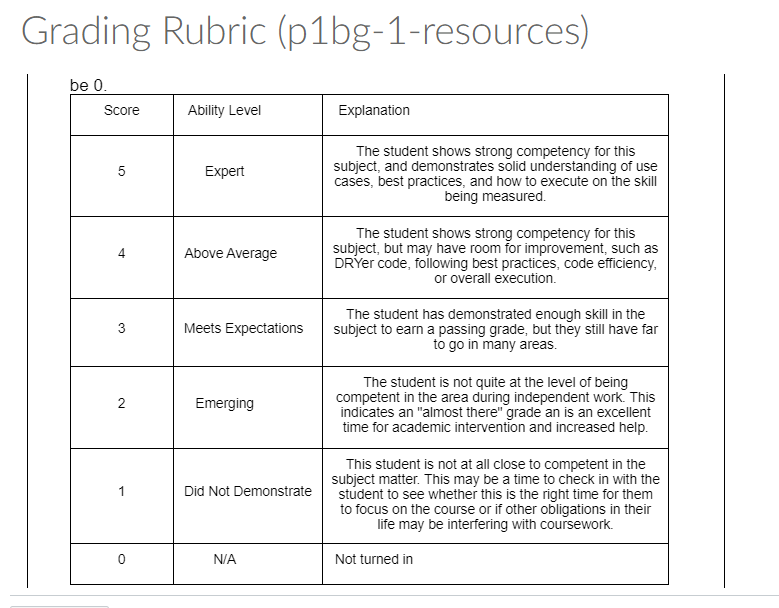 Grading Rubric (p1bg-1-resources)
be 0.
Score Ability Level Explanation
The student shows strong competency for this
subject, and demonstrates solid understanding of use
5 Expert
cases, best practices, and how to execute on the skill
being measured.
The student shows strong competency for this
subject, but may have room for improvement, such as
4 Above Average
DRYer code, following best practices, code efficiency,
or overall execution.
The student has demonstrated enough skill in the
3 Meets Expectations subject to earn a passing grade, but they still have far
to go in many areas.
The student is not quite at the level of being
competent in the area during independent work. This
2 Emerging
indicates an "almost there" grade an is an excellent
time for academic intervention and increased help.
This student is not at all close to competent in the
subject matter. This may be a time to check in with the
1 Did Not Demonstrate student to see whether this is the right time for them
to focus on the course or if other obligations in their
life may be interfering with coursework.
0 N/A Not turned in